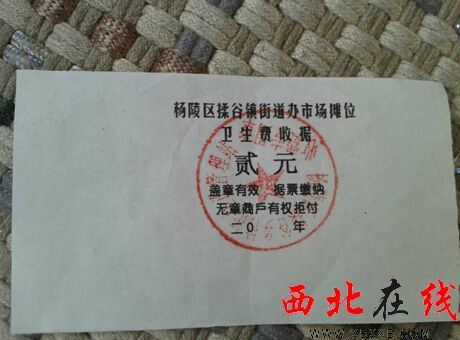 杨陵区揉谷镇街道办市场摊位
卫生费收据
贰元
盖章有效 据票缴纳
无章商户有权拒付
二0 年
西北在线